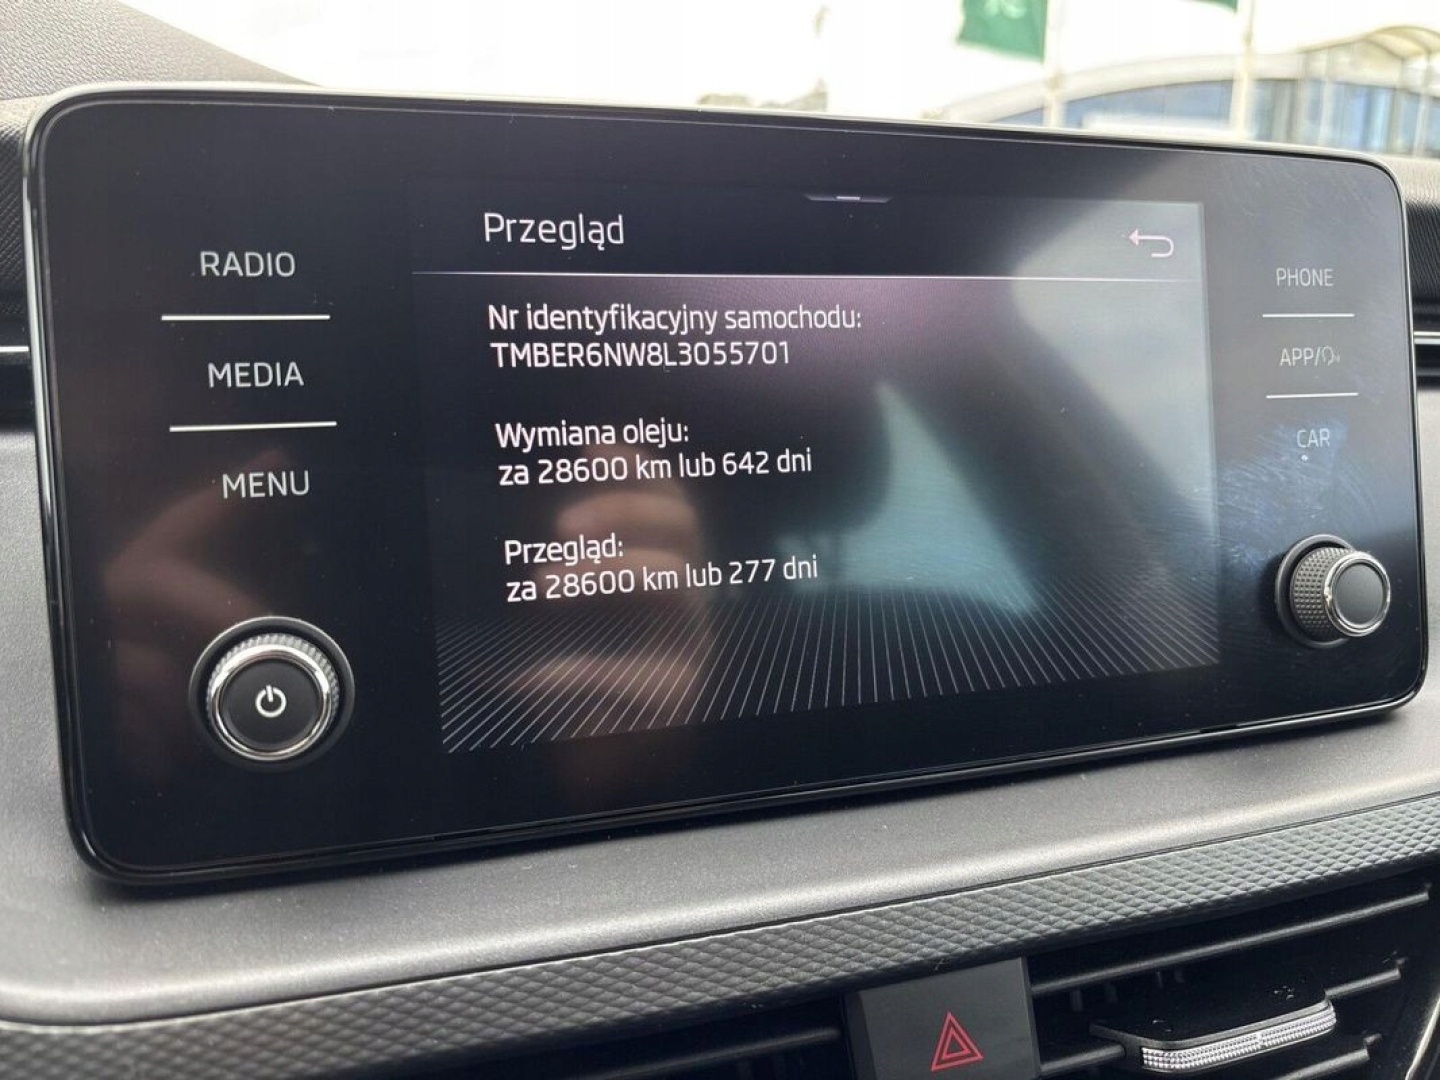 Przegląd
RADIO
MEDIA
MENU
Nr identyfikacyjny samochodu:
TMBER6NW8L3055701
Wymiana oleju:
za 28600 km lub 642 dni
Przegląd:
za 28600 km lub 277 dni
PHONE
APP/
CAR